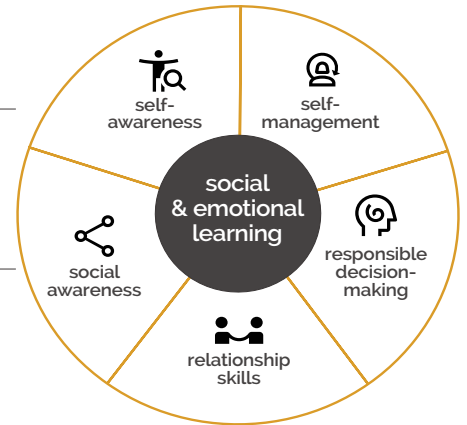 self-
awareness
self-
management
social
& emotional
learning
responsible
decision-
making
social
awareness
relationship
skills